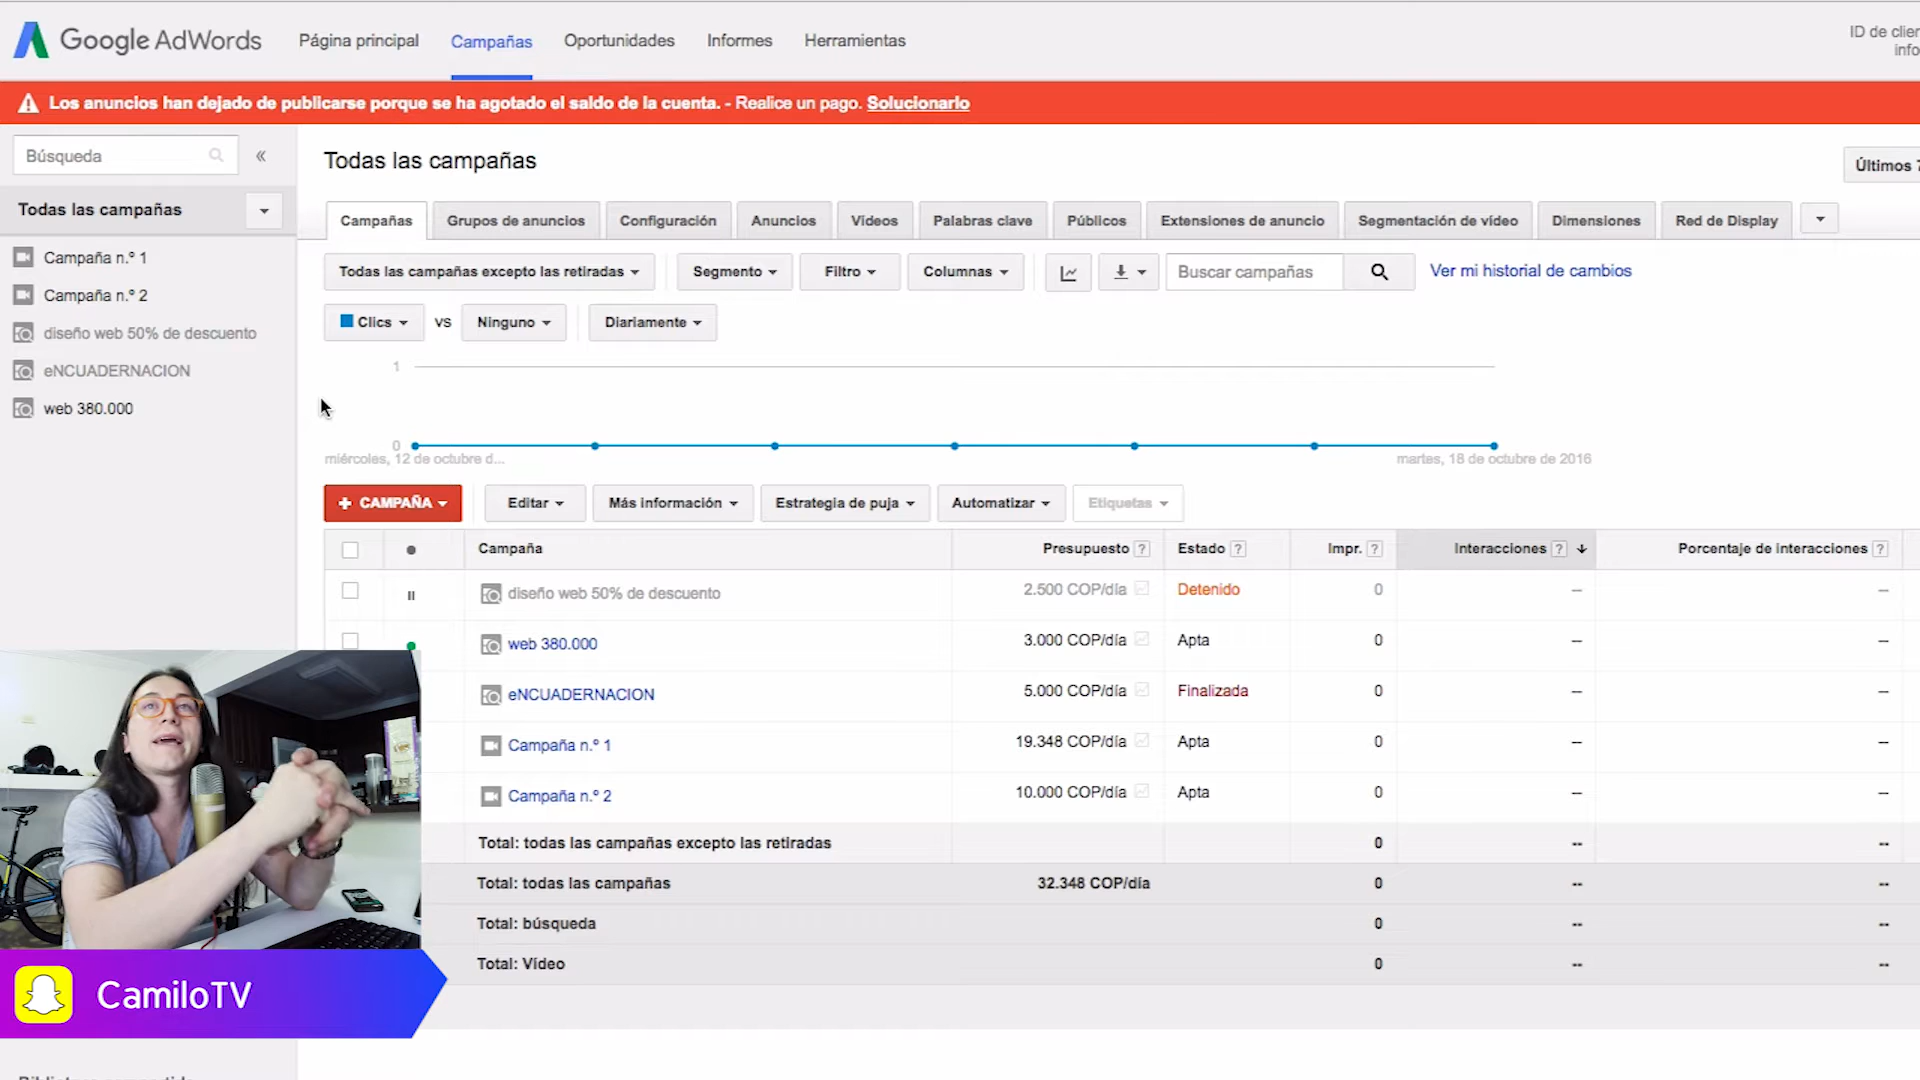 Google AdWords
Página principal
Campañas
Oportunidades
Informes
Herramientas
ID de clien
info
Los anuncios han dejado de publicarse porque se ha agotado el saldo de la cuenta. - Realice un pago. Solucionarlo
Búsqueda
«
Todas las campañas
Campaña n.º 1
Campaña n.º 2
diseño web 50% de descuento
eNCUADERNACION
web 380.000
Todas las campañas
Últimos 7
Campañas
Grupos de anuncios
Configuración
Anuncios
Vídeos
Palabras clave
Públicos
Extensiones de anuncio
Segmentación de vídeo
Dimensiones
Red de Display
Todas las campañas excepto las retiradas
Segmento
Filtro
Columnas
Buscar campañas
Ver mi historial de cambios
Clics
vs
Ninguno
Diariamente
1
0
miércoles, 12 de octubre d...
martes, 18 de octubre de 2016
+ CAMPAÑA
Editar
Más información
Estrategia de puja
Automatizar
Etiquetas
Campaña
Presupuesto ?
Estado ?
Impr. ?
Interacciones ?
Porcentaje de interacciones ?
diseño web 50% de descuento 2.500 COP/día Detenido 0 -- --
web 380.000 3.000 COP/día Apta 0 -- --
eNCUADERNACION 5.000 COP/día Finalizada 0 -- --
Campaña n.º 1 19.348 COP/día Apta 0 -- --
Campaña n.º 2 10.000 COP/día Apta 0 -- --
Total: todas las campañas excepto las retiradas 0 -- --
Total: todas las campañas 32.348 COP/día 0 -- --
Total: búsqueda 0 -- --
Total: Vídeo 0 -- --
CamiloTV